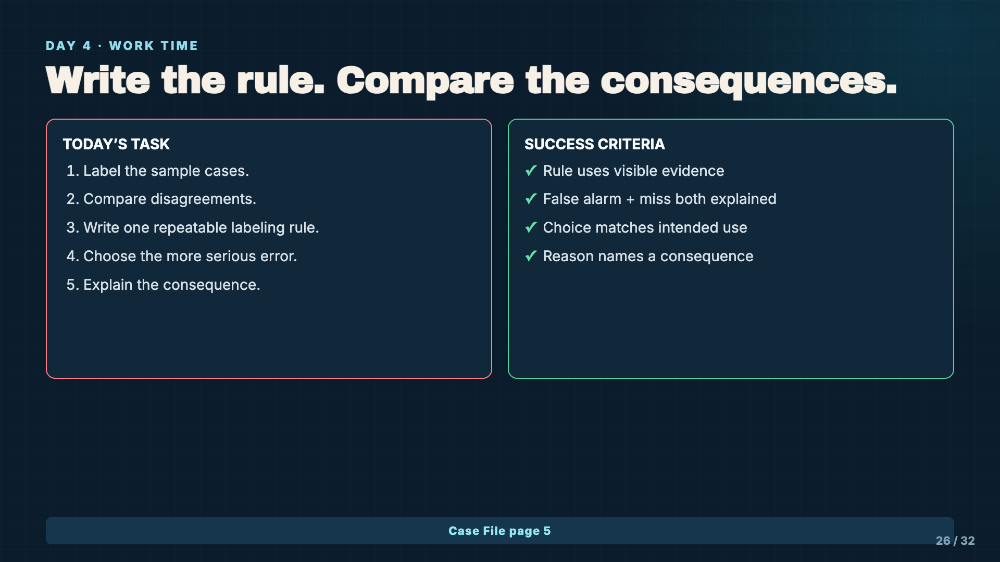 DAY 4 · WORK TIME
Write the rule. Compare the consequences.
TODAY’S TASK
1. Label the sample cases.
2. Compare disagreements.
3. Write one repeatable labeling rule.
4. Choose the more serious error.
5. Explain the consequence.
SUCCESS CRITERIA
✓ Rule uses visible evidence
✓ False alarm + miss both explained
✓ Choice matches intended use
✓ Reason names a consequence
Case File page 5
26 / 32